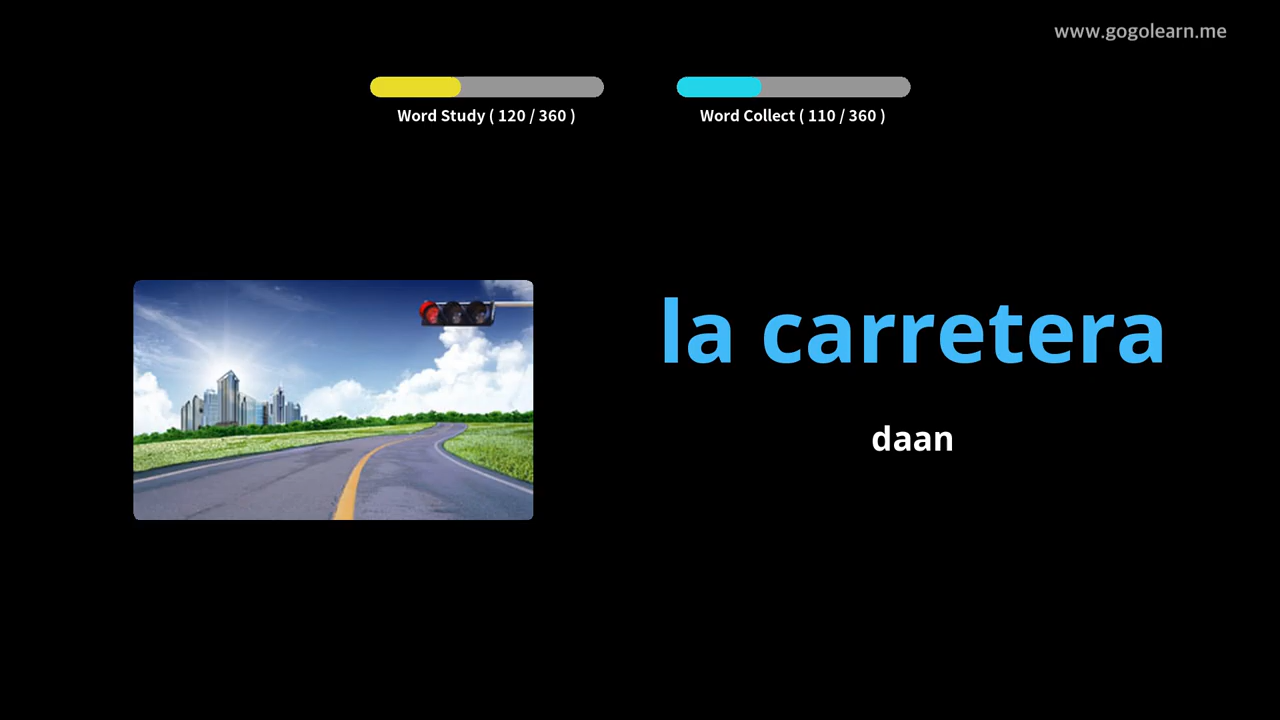 www.gogolearn.me
Word Study ( 120 / 360 )
Word Collect ( 110 / 360 )
la carretera
daan